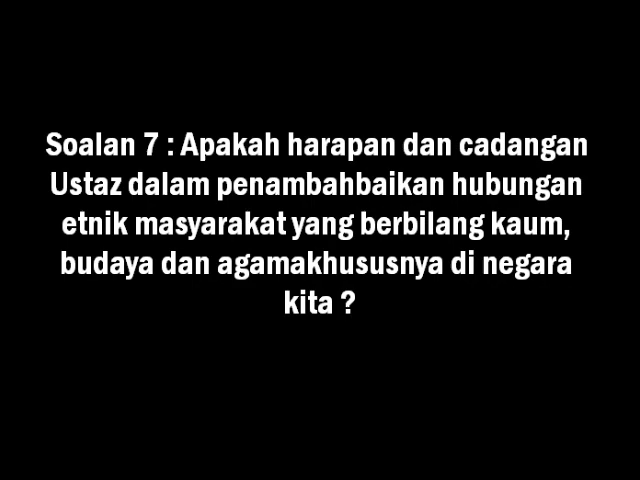 Soalan 7 : Apakah harapan dan cadangan
Ustaz dalam penambahbaikan hubungan
etnik masyarakat yang berbilang kaum,
budaya dan agamakhususnya di negara
kita ?